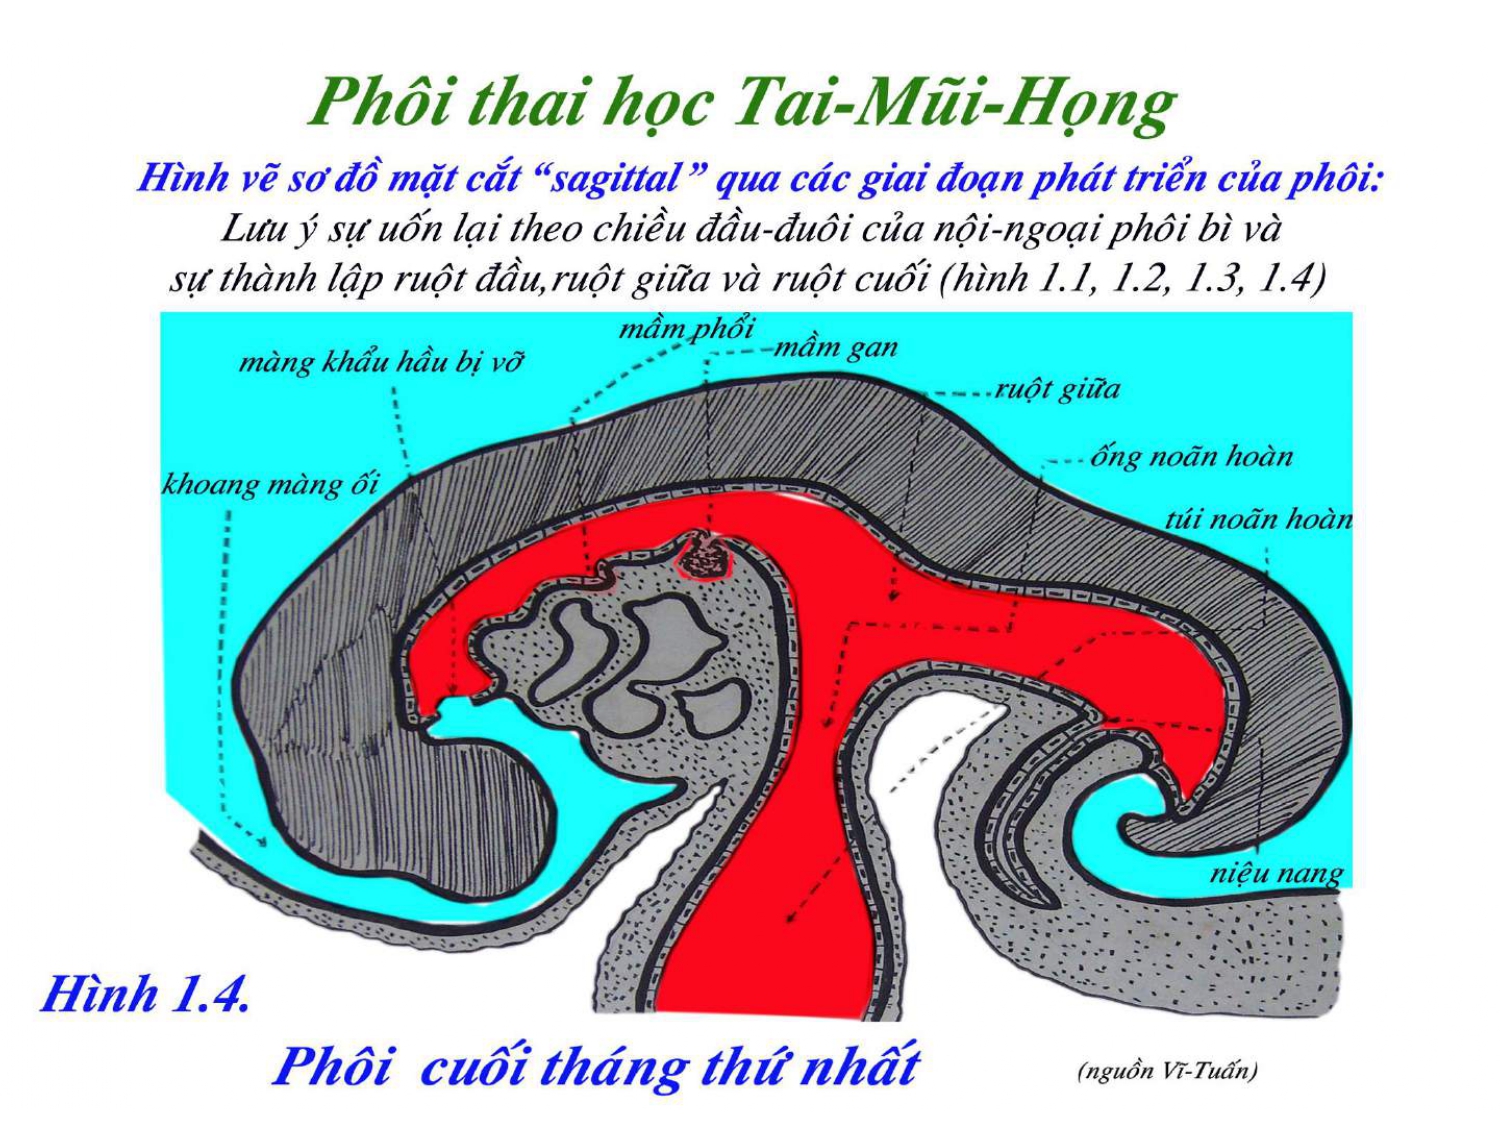 Phôi thai học Tai-Mũi-Họng
Hình vẽ sơ đồ mặt cắt “sagittal” qua các giai đoạn phát triển của phôi:
Lưu ý sự uốn lại theo chiều đầu-đuôi của nội-ngoại phôi bì và
sự thành lập ruột đầu,ruột giữa và ruột cuối (hình 1.1, 1.2, 1.3, 1.4)
mầm phổi
mầm gan
màng khẩu hầu bị vỡ
ruột giữa
ống noãn hoàn
khoang màng ối
túi noãn hoàn
niệu nang
Hình 1.4.
Phôi cuối tháng thứ nhất
(nguồn Vĩ-Tuấn)